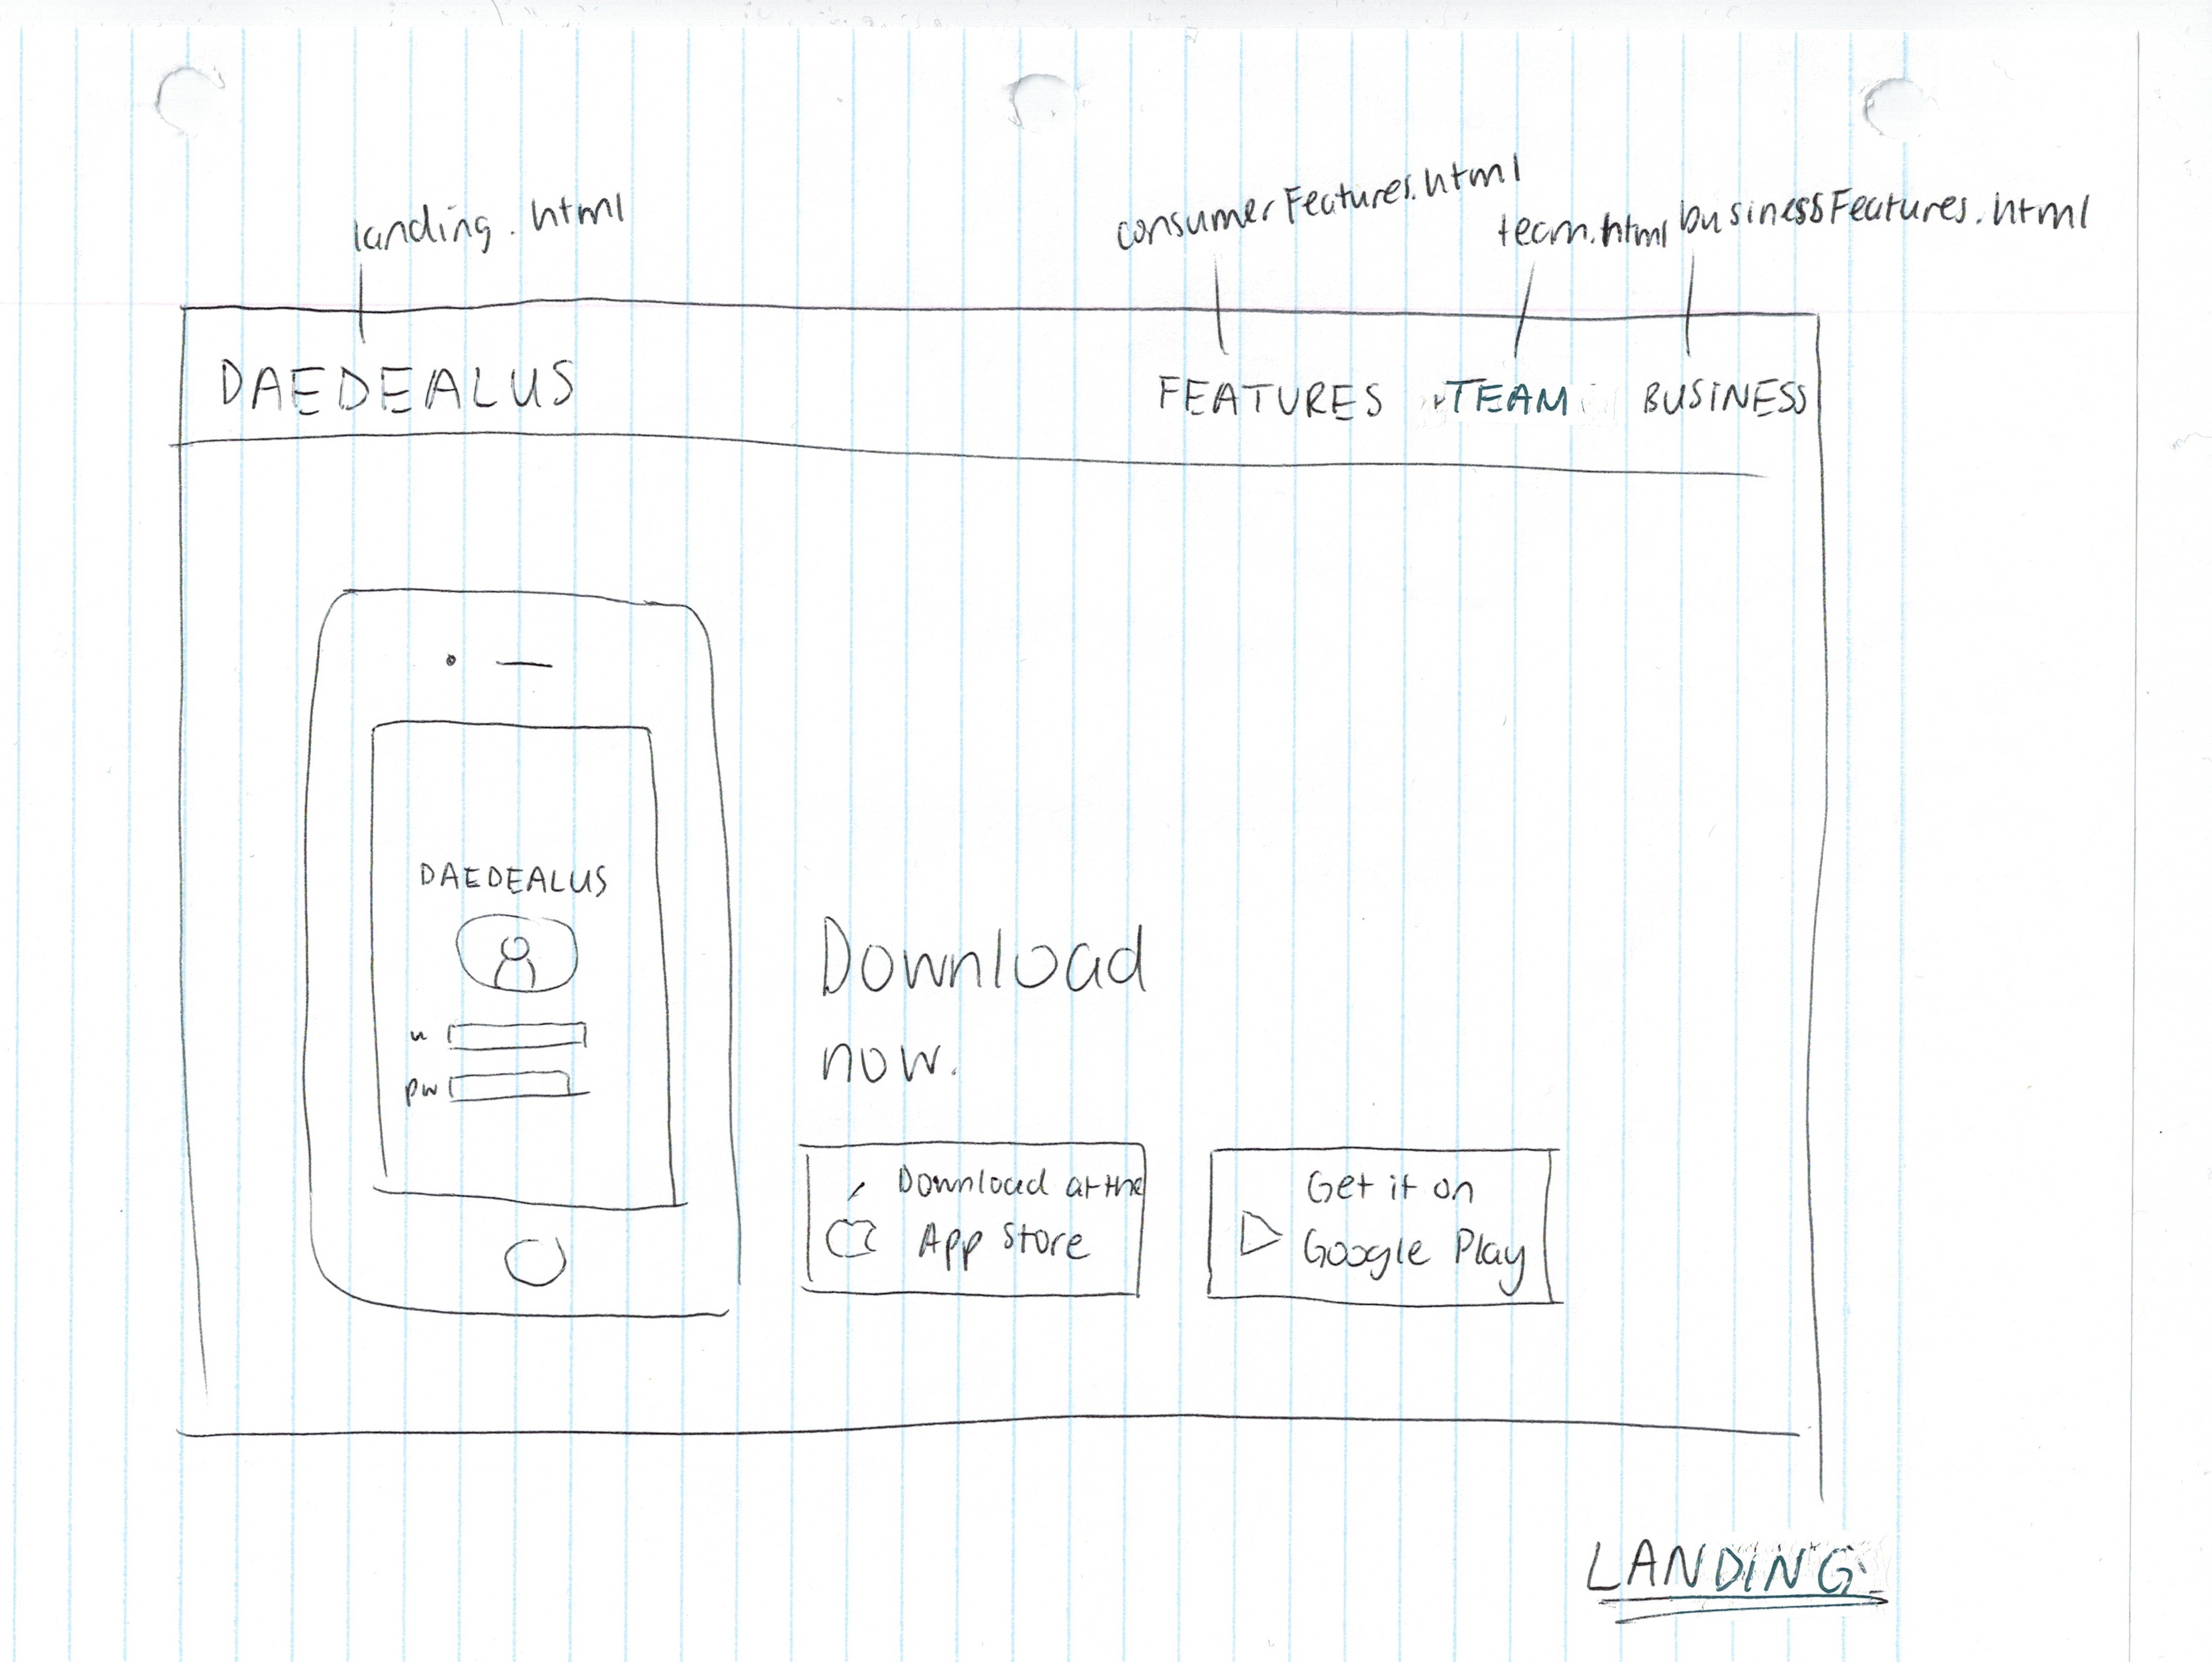 landing.html
consumerFeatures.html
team.html
businessFeatures.html
DAEDEALUS
FEATURES
TEAM
BUSINESS
DAEDEALUS
u
pw
Download
now.
Download at the
App Store
Get it on
Google Play
LANDING